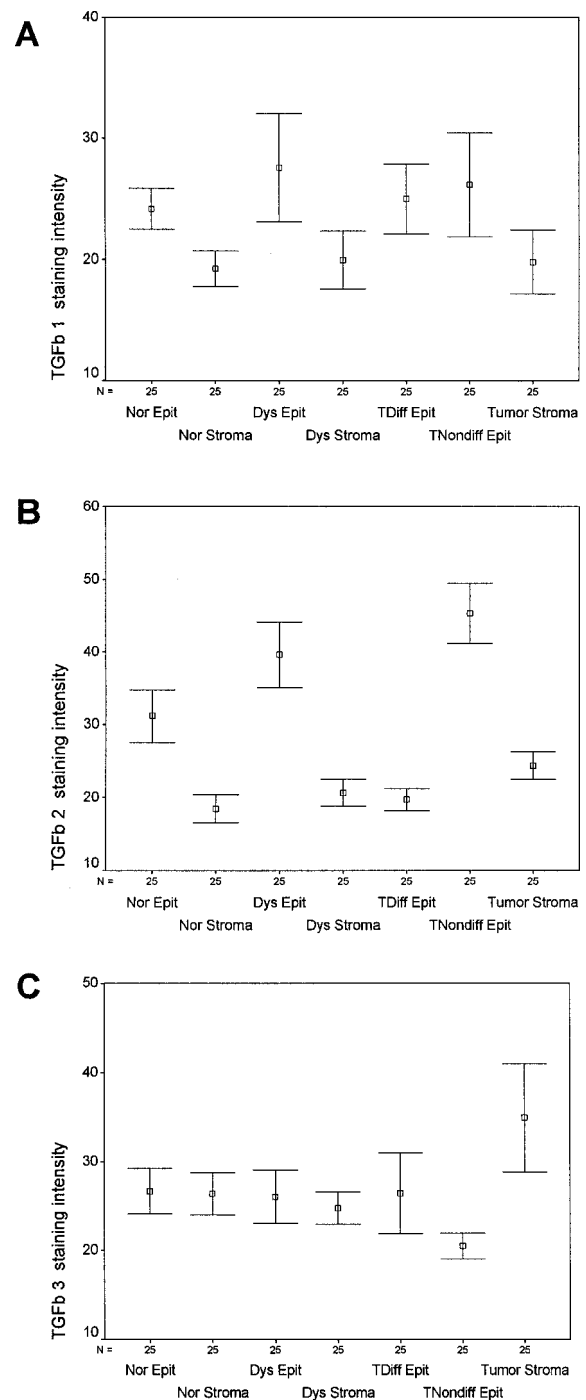 A
TGFb 1 staining intensity
40
30
20
10
N = 25 25 25 25 25 25 25
Nor Epit Dys Epit TDiff Epit Tumor Stroma
Nor Stroma Dys Stroma TNondiff Epit
B
TGFb 2 staining intensity
60
50
40
30
20
10
N = 25 25 25 25 25 25 25
Nor Epit Dys Epit TDiff Epit Tumor Stroma
Nor Stroma Dys Stroma TNondiff Epit
C
TGFb 3 staining intensity
50
40
30
20
10
N = 25 25 25 25 25 25 25
Nor Epit Dys Epit TDiff Epit Tumor Stroma
Nor Stroma Dys Stroma TNondiff Epit